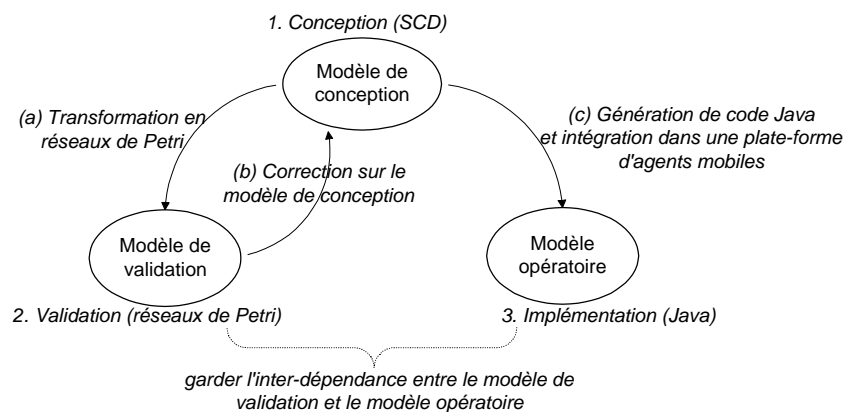 1. Conception (SCD)
Modèle de
conception
(a) Transformation en
réseaux de Petri
(c) Génération de code Java
et intégration dans une plate-forme
d'agents mobiles
(b) Correction sur le
modèle de conception
Modèle de
validation
Modèle
opératoire
2. Validation (réseaux de Petri)
3. Implémentation (Java)
garder l'inter-dépendance entre le modèle de
validation et le modèle opératoire